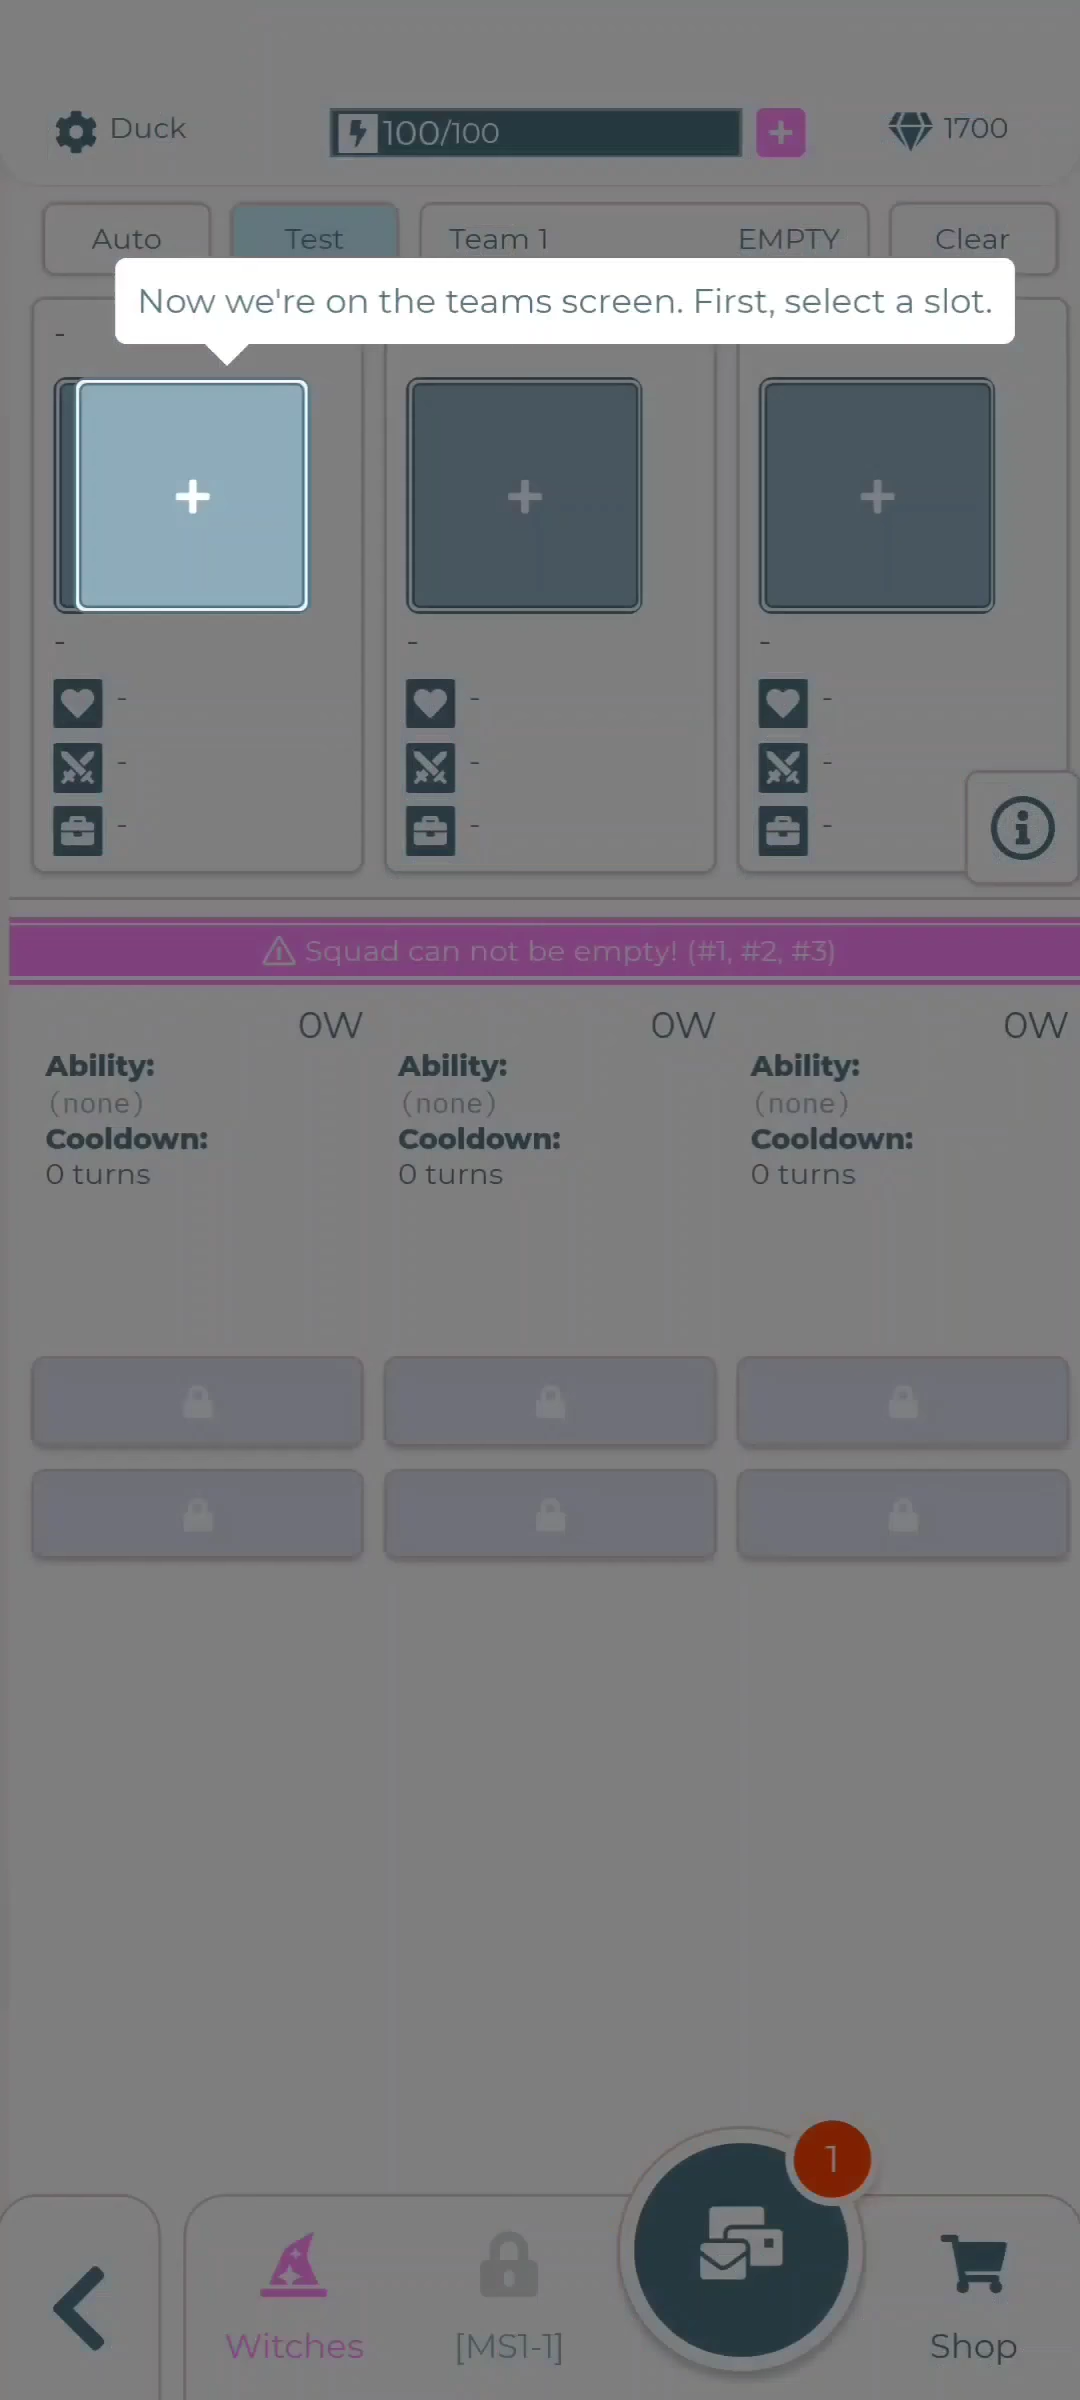 Duck
100/100
1700
Auto
Test
Team 1 EMPTY
Clear
Now we're on the teams screen. First, select a slot.
-
- - -
- - -
- - -
- - -
Squad can not be empty! (#1, #2, #3)
0W 0W 0W
Ability: Ability: Ability:
(none) (none) (none)
Cooldown: Cooldown: Cooldown:
0 turns 0 turns 0 turns
1
Witches
[MS1-1]
Shop